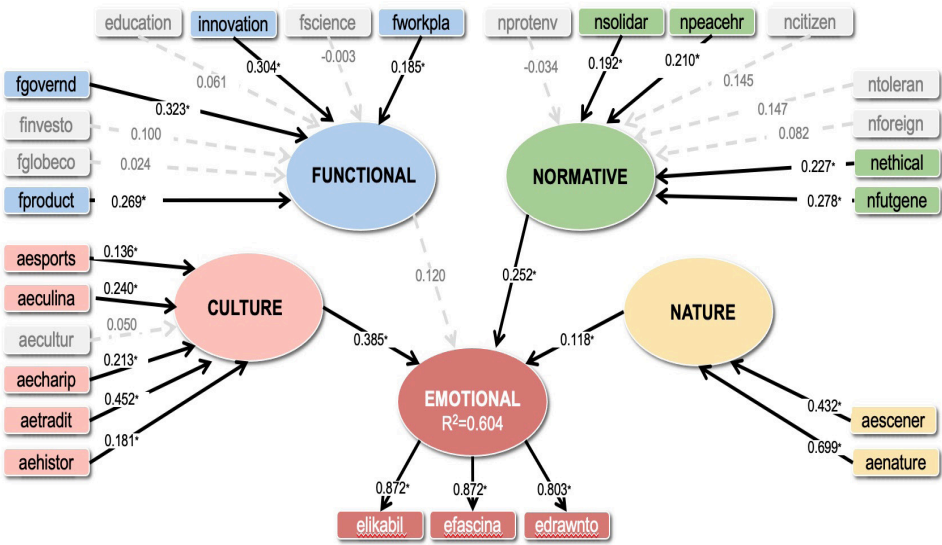 education
innovation
fscience
fworkpla
nprotenv
nsolidar
npeacehr
ncitizen
-0.003
-0.034
0.061
0.304*
0.185*
0.192*
0.210*
0.145
fgovernd
0.323*
0.147
ntoleran
finvesto
0.100
0.082
nforeign
fglobeco
0.024
FUNCTIONAL
NORMATIVE
0.227*
nethical
fproduct
0.269*
0.278*
nfutgene
aesports
0.136*
0.120
0.252*
aeculina
0.240*
CULTURE
NATURE
aecultur
0.050
0.385*
0.118*
aecharip
0.213*
aetradit
0.452*
EMOTIONAL
R²=0.604
0.432*
aescener
aehistor
0.181*
0.699*
aenature
0.872*
0.872*
0.803*
elikabil
efascina
edrawnto